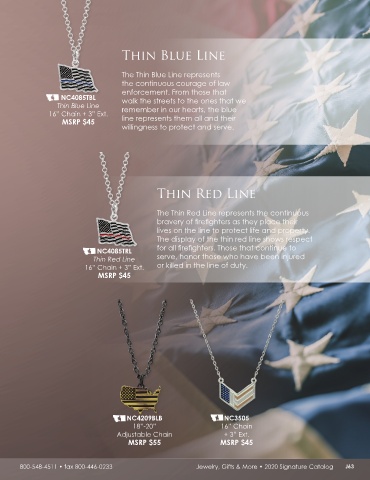 THIN BLUE LINE
The Thin Blue Line represents
the continuous courage of law
enforcement. From those that
walk the streets to the ones that we
remember in our hearts, the blue
line represents them all and their
willingness to protect and serve.
NC4085TBL
Thin Blue Line
16" Chain + 3" Ext.
MSRP $45
THIN RED LINE
The Thin Red Line represents the continuous
bravery of firefighters as they place their
lives on the line to protect life and property.
The display of the thin red line shows respect
for all firefighters. Those that continue to
serve, honor those who have been injured
or killed in the line of duty.
NC4085TRL
Thin Red Line
16" Chain + 3" Ext.
MSRP $45
NC4209BLB
18"-20"
Adjustable Chain
MSRP $55
NC3505
16" Chain
+ 3" Ext.
MSRP $45
800-548-4511 • fax 800-446-0233 Jewelry, Gifts & More • 2020 Signature Catalog